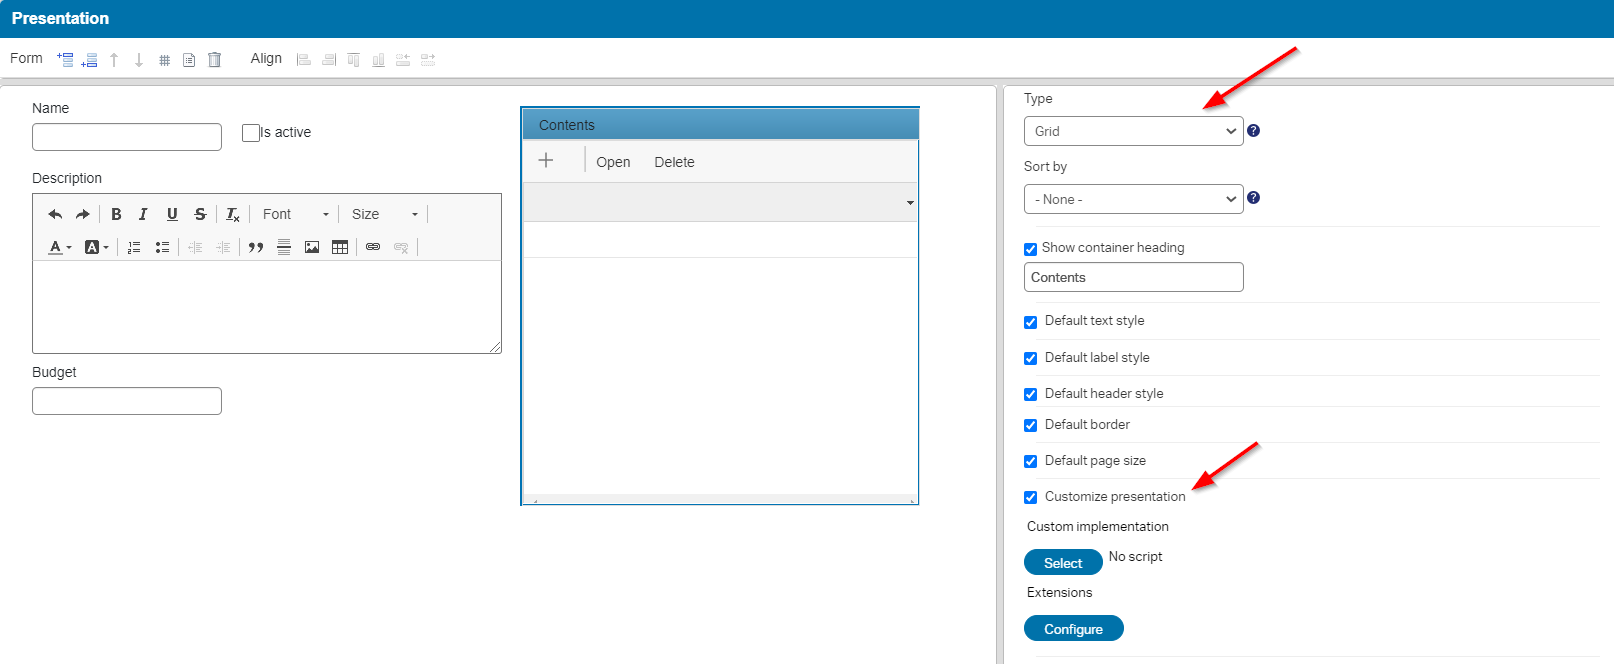 Presentation
Form Align
Name
Is active
Description
B I U S Tx Font Size
A A
Budget
Contents
Open Delete
Type
Grid ?
Sort by
- None - ?
Show container heading
Contents
Default text style
Default label style
Default header style
Default border
Default page size
Customize presentation
Custom implementation
Select No script
Extensions
Configure